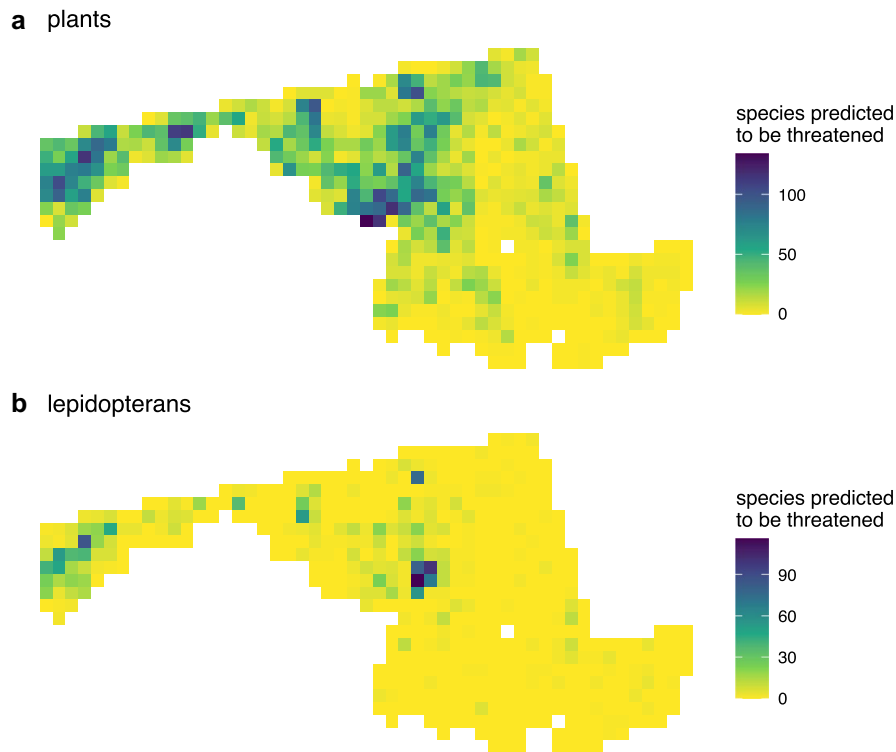 a plants
species predicted
to be threatened
100
50
0
b lepidopterans
species predicted
to be threatened
90
60
30
0